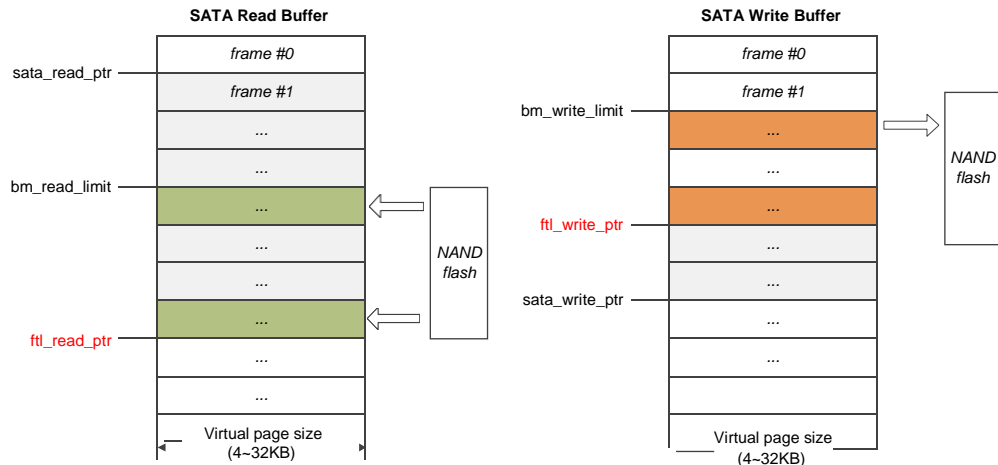 SATA Read Buffer
frame #0
sata_read_ptr
frame #1
...
...
bm_read_limit
...
...
...
...
ftl_read_ptr
...
...
NAND
flash
Virtual page size
(4~32KB)
SATA Write Buffer
frame #0
frame #1
bm_write_limit
...
...
...
ftl_write_ptr
...
...
sata_write_ptr
...
...
NAND
flash
Virtual page size
(4~32KB)